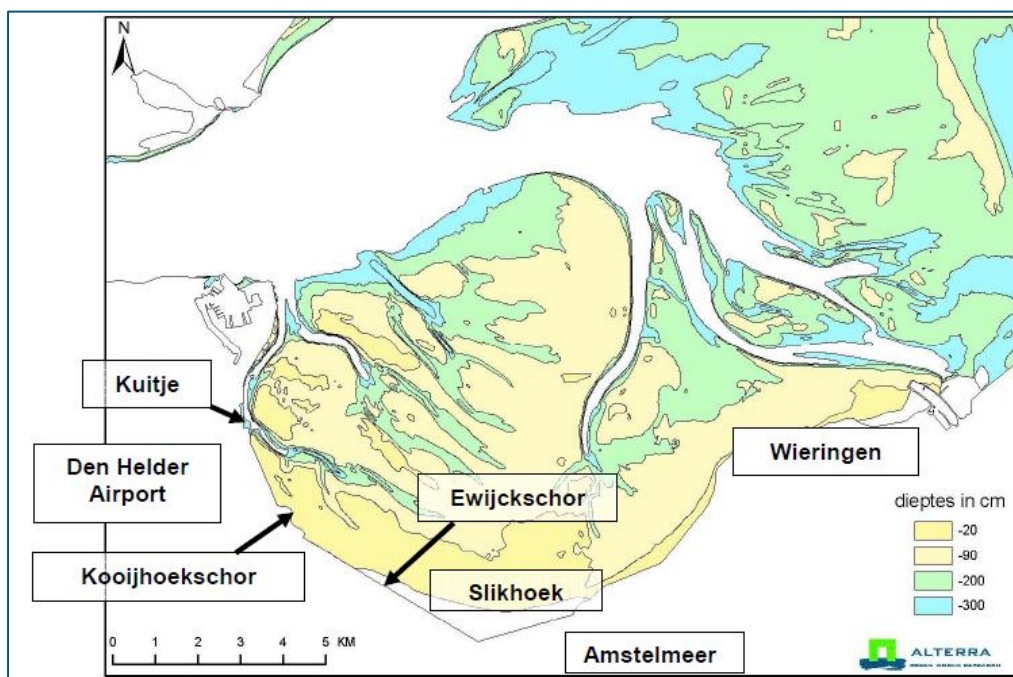 N
Kuitje
Den Helder
Airport
Kooijhoekschor
Ewijckschor
Slikhoek
Wieringen
Amstelmeer
dieptes in cm
-20
-90
-200
-300
0 1 2 3 4 5 KM
ALTERRA